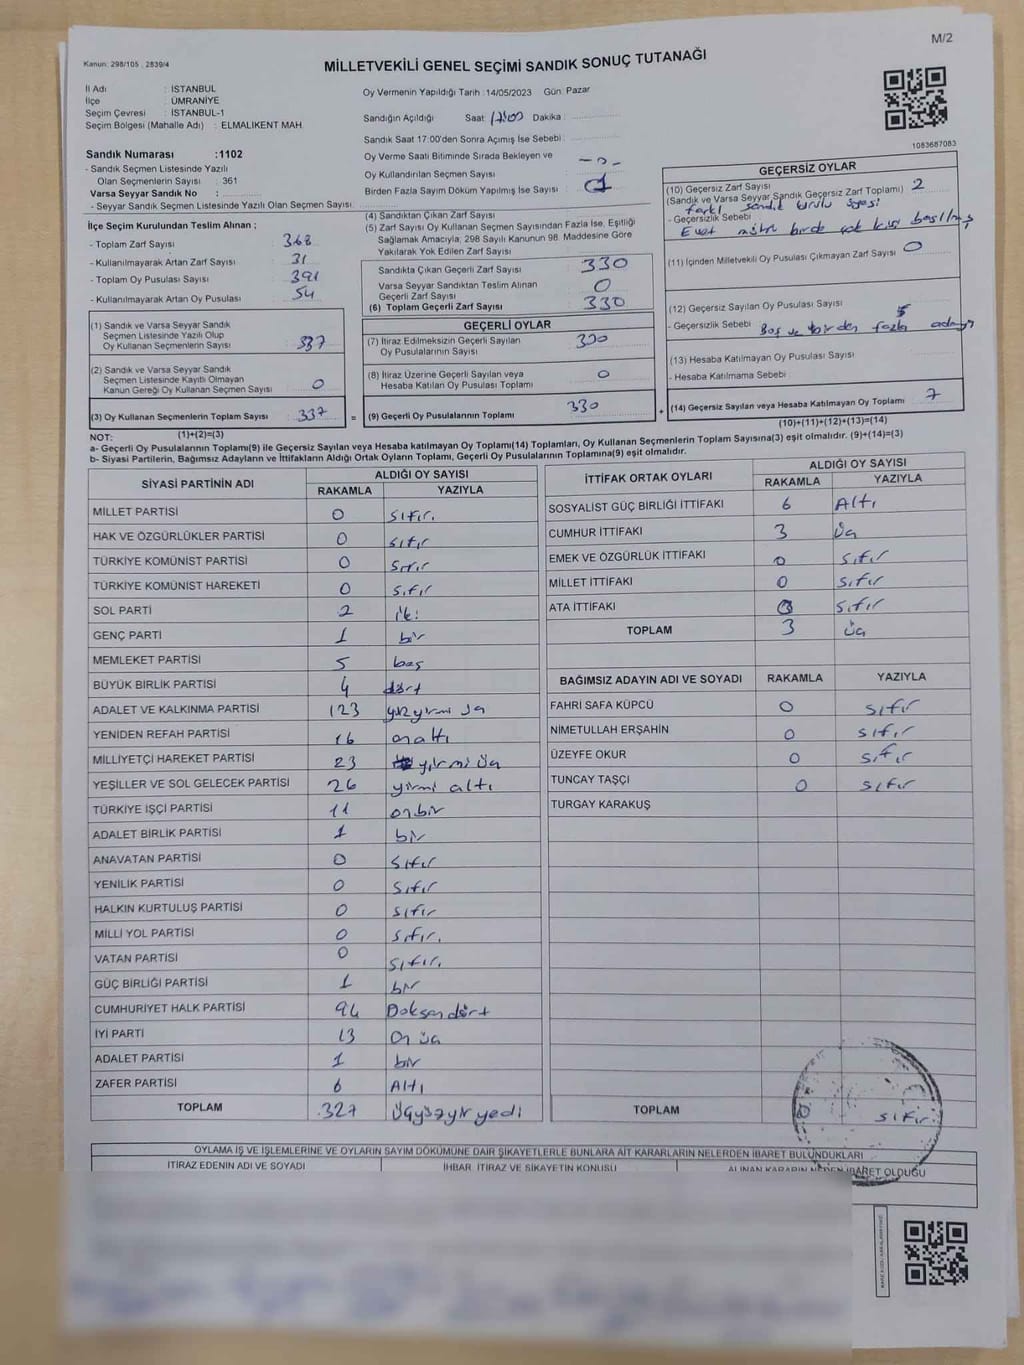 M/2
Kanun: 298/105 , 2839/4
MİLLETVEKİLİ GENEL SEÇİMİ SANDIK SONUÇ TUTANAĞI
İl Adı : İSTANBUL
İlçe : ÜMRANİYE
Seçim Çevresi : İSTANBUL-1
Seçim Bölgesi (Mahalle Adı) : ELMALIKENT MAH.
Oy Vermenin Yapıldığı Tarih :14/05/2023 Gün: Pazar
Sandığın Açıldığı Saat: 17:00 Dakika :
Sandık Saat 17:00'den Sonra Açımış İse Sebebi:
Oy Verme Saati Bitiminde Sırada Bekleyen ve
Oy Kullandırılan Seçmen Sayısı
Birden Fazla Sayım Döküm Yapılmış İse Sayısı
Sandık Numarası :1102
- Sandık Seçmen Listesinde Yazılı
Olan Seçmenlerin Sayısı : 361
Varsa Seyyar Sandık No :
- Seyyar Sandık Seçmen Listesinde Yazılı Olan Seçmen Sayısı:
1083687083
İlçe Seçim Kurulundan Teslim Alınan ;
- Toplam Zarf Sayısı : 368
- Kullanılmayarak Artan Zarf Sayısı : 31
- Toplam Oy Pusulası Sayısı : 391
- Kullanılmayarak Artan Oy Pusulası : 54
(1) Sandık ve Varsa Seyyar Sandık
Seçmen Listesinde Yazılı Olup
Oy Kullanan Seçmenlerin Sayısı : 337
(2) Sandık ve Varsa Seyyar Sandık
Seçmen Listesinde Kayıtlı Olmayan
Kanun Gereği Oy Kullanan Seçmen Sayısı : 0
(3) Oy Kullanan Seçmenlerin Toplam Sayısı : 337 =
(1)+(2)=(3)
(4) Sandıktan Çıkan Zarf Sayısı
(5) Zarf Sayısı Oy Kullanan Seçmen Sayısından Fazla İse, Eşitliği
Sağlamak Amacıyla, 298 Sayılı Kanunun 98. Maddesine Göre
Yakılarak Yok Edilen Zarf Sayısı
Sandıkta Çıkan Geçerli Zarf Sayısı : 330
Varsa Seyyar Sandıktan Teslim Alınan
Geçerli Zarf Sayısı : 0
(6) Toplam Geçerli Zarf Sayısı : 330
GEÇERLİ OYLAR
(7) İtiraz Edilmeksizin Geçerli Sayılan
Oy Pusulalarının Sayısı : 330
(8) İtiraz Üzerine Geçerli Sayılan veya
Hesaba Katılan Oy Pusulası Toplamı : 0
(9) Geçerli Oy Pusulalarının Toplamı : 330 +
GEÇERSİZ OYLAR
(10) Geçersiz Zarf Sayısı
(Sandık ve Varsa Seyyar Sandık Geçersiz Zarf Toplamı) : 2
- Geçersizlik Sebebi : farklı sandık kurulu
Evet mührü birde çok kişi basılmış
(11) İçinden Milletvekili Oy Pusulası Çıkmayan Zarf Sayısı : 0
(12) Geçersiz Sayılan Oy Pusulası Sayısı : 5
- Geçersizlik Sebebi : Boş ve birden fazla
(13) Hesaba Katılmayan Oy Pusulası Sayısı
- Hesaba Katılmama Sebebi :
(14) Geçersiz Sayılan veya Hesaba Katılmayan Oy Toplamı : 7
(10)+(11)+(12)+(13)=(14)
NOT:
a- Geçerli Oy Pusulalarının Toplamı(9) ile Geçersiz Sayılan veya Hesaba katılmayan Oy Toplamı(14) Toplamları, Oy Kullanan Seçmenlerin Toplam Sayısına(3) eşit olmalıdır. (9)+(14)=(3)
b- Siyasi Partilerin, Bağımsız Adayların ve İttifakların Aldığı Ortak Oyların Toplamı, Geçerli Oy Pusulalarının Toplamına(9) eşit olmalıdır.
SİYASİ PARTİNİN ADI ALDIĞI OY SAYISI
RAKAMLA YAZIYLA
MİLLET PARTİSİ 0 sıfır.
HAK VE ÖZGÜRLÜKLER PARTİSİ 0 sıfır
TÜRKİYE KOMÜNİST PARTİSİ 0 sıfır
TÜRKİYE KOMÜNİST HAREKETİ 0 sıfır
SOL PARTİ 2 iki
GENÇ PARTİ 1 bir
MEMLEKET PARTİSİ 5 beş
BÜYÜK BİRLİK PARTİSİ 4 dört
ADALET VE KALKINMA PARTİSİ 123 yüzyirmi üç
YENİDEN REFAH PARTİSİ 16 onaltı
MİLLİYETÇİ HAREKET PARTİSİ 23 yirmi üç
YEŞİLLER VE SOL GELECEK PARTİSİ 26 yirmi altı
TÜRKİYE İŞÇİ PARTİSİ 11 onbir
ADALET BİRLİK PARTİSİ 1 bir
ANAVATAN PARTİSİ 0 sıfır
YENİLİK PARTİSİ 0 sıfır
HALKIN KURTULUŞ PARTİSİ 0 sıfır
MİLLİ YOL PARTİSİ 0 sıfır.
VATAN PARTİSİ 0 sıfır.
GÜÇ BİRLİĞİ PARTİSİ 1 bir
CUMHURİYET HALK PARTİSİ 94 Doksandört
İYİ PARTİ 13 On üç
ADALET PARTİSİ 1 bir
ZAFER PARTİSİ 6 Altı
TOPLAM 327 Üçyüzyirmi yedi
İTTİFAK ORTAK OYLARI ALDIĞI OY SAYISI
RAKAMLA YAZIYLA
SOSYALİST GÜÇ BİRLİĞİ İTTİFAKI 6 Altı
CUMHUR İTTİFAKI 3 üç
EMEK VE ÖZGÜRLÜK İTTİFAKI 0 sıfır
MİLLET İTTİFAKI 0 sıfır
ATA İTTİFAKI sıfır
TOPLAM 3 üç
BAĞIMSIZ ADAYIN ADI VE SOYADI RAKAMLA YAZIYLA
FAHRİ SAFA KÜPCÜ 0 sıfır
NİMETULLAH ERŞAHİN 0 sıfır
ÜZEYFE OKUR 0 sıfır
TUNCAY TAŞÇI 0 sıfır
TURGAY KARAKUŞ
TOPLAM sıfır
OYLAMA İŞ VE İŞLEMLERİNE VE OYLARIN SAYIM DÖKÜMÜNE DAİR ŞİKAYETLERLE BUNLARA AİT KARARLARIN NELERDEN İBARET BULUNDUKLARI
İTİRAZ EDENİN ADI VE SOYADI İHBAR, İTİRAZ VE ŞİKAYETİN KONUSU ALINAN KARARIN NEDEN İBARET OLDUĞU